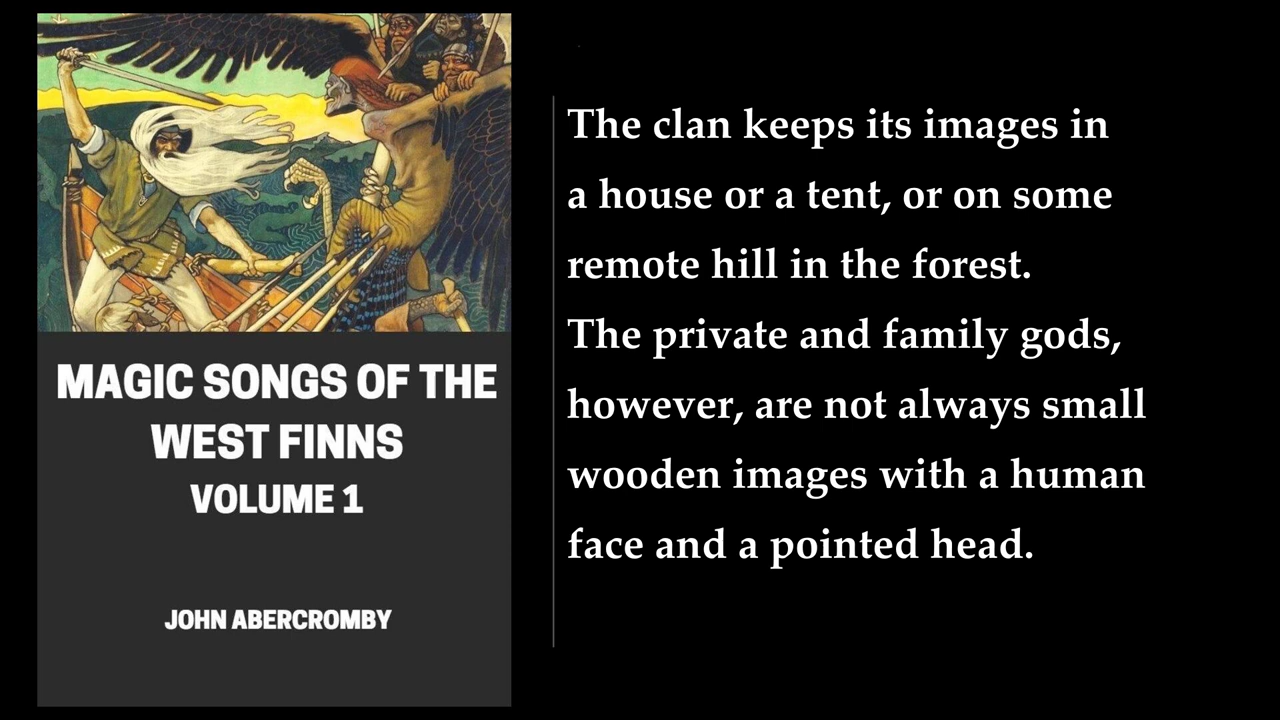 MAGIC SONGS OF THE
WEST FINNS
VOLUME 1
JOHN ABERCROMBY
The clan keeps its images in
a house or a tent, or on some
remote hill in the forest.
The private and family gods,
however, are not always small
wooden images with a human
face and a pointed head.